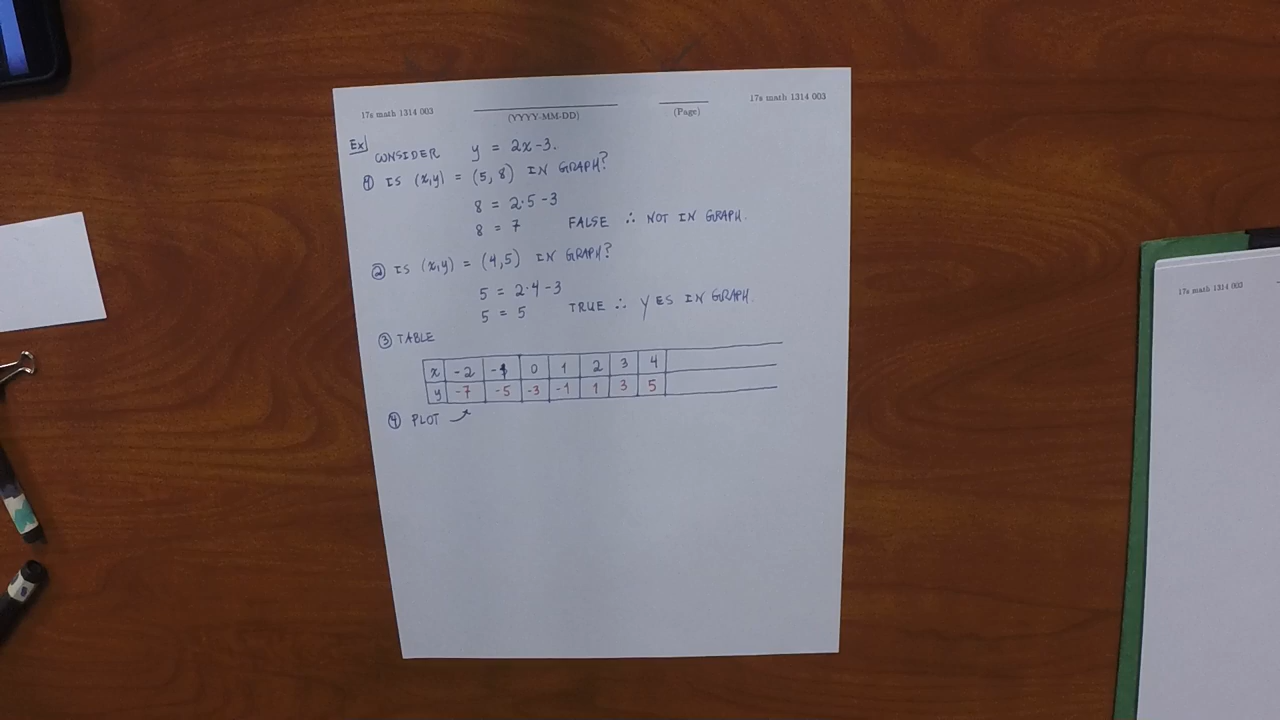 17s math 1314 003 (YYYY-MM-DD) (Page) 17s math 1314 003
Ex CONSIDER y = 2x-3.
① IS (x,y) = (5, 8) IN GRAPH?
8 = 2·5-3
8 = 7 FALSE ∴ NOT IN GRAPH.
② IS (x,y) = (4,5) IN GRAPH?
5 = 2·4-3
5 = 5 TRUE ∴ YES IN GRAPH.
③ TABLE
x -2 -1 0 1 2 3 4
y -7 -5 -3 -1 1 3 5
④ PLOT
17s math 1314 003